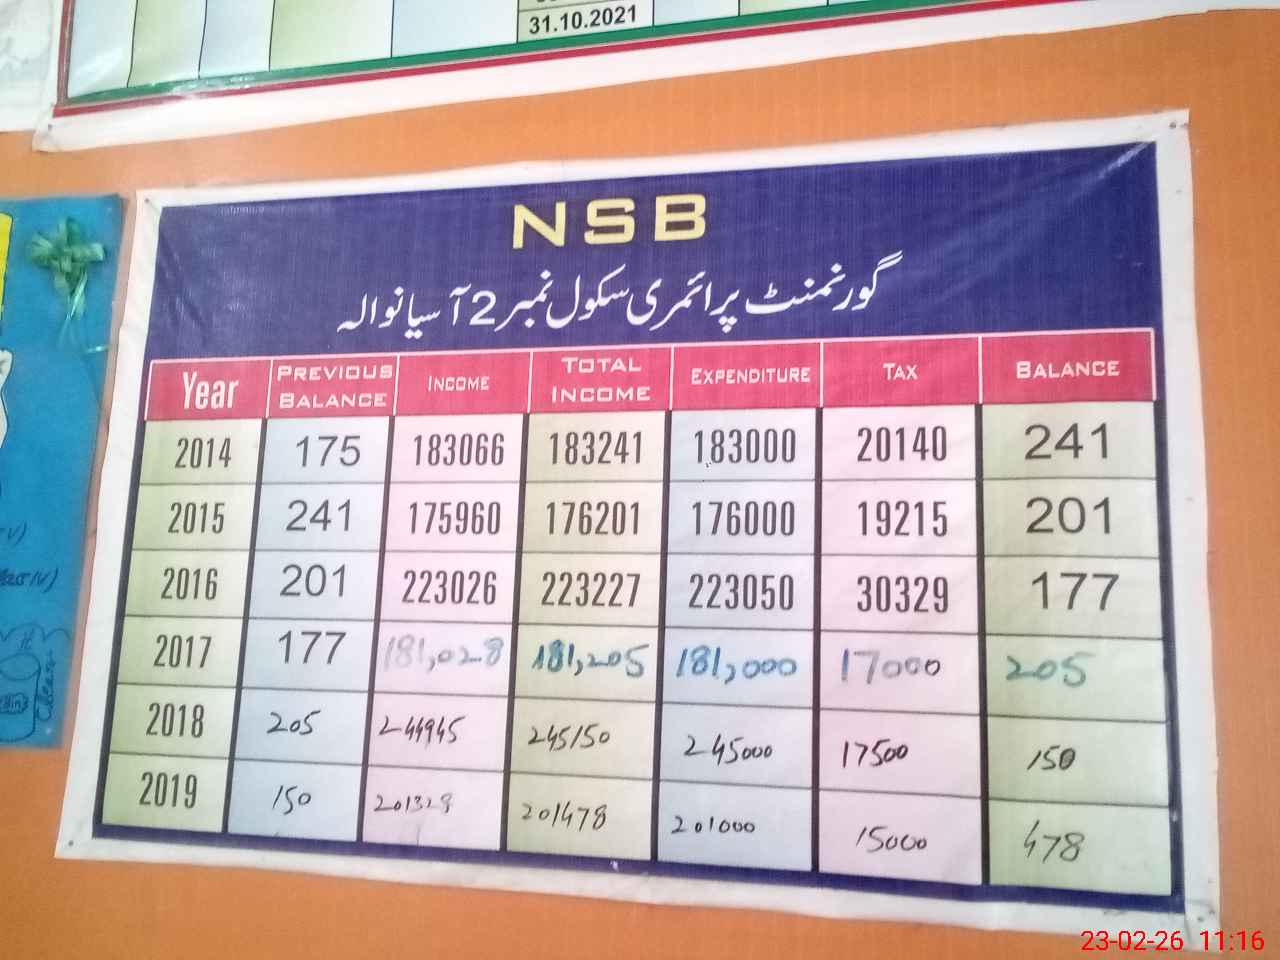 31.10.2021
NSB
گورنمنٹ پرائمری سکول نمبر 2 آسیانوالہ
Year PREVIOUS BALANCE INCOME TOTAL INCOME EXPENDITURE TAX BALANCE
2014 175 183066 183241 183000 20140 241
2015 241 175960 176201 176000 19215 201
2016 201 223026 223227 223050 30329 177
2017 177 181,028 181,205 181,000 17000 205
2018 205 244945 245150 245000 17500 150
2019 150 201328 201478 201000 15000 478
23-02-26 11:16